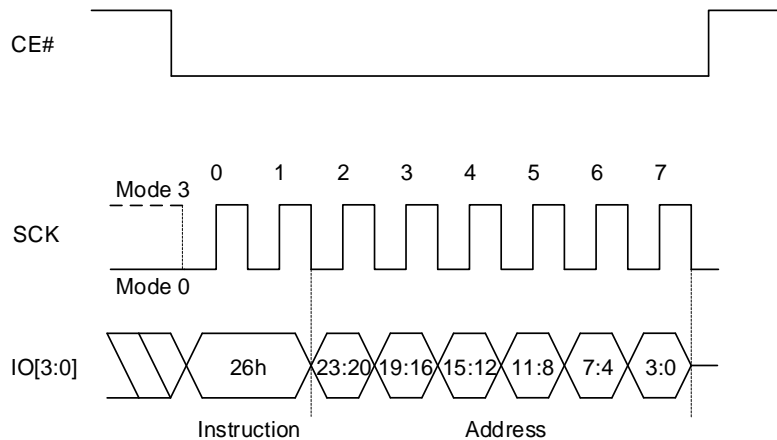 CE#
0 1 2 3 4 5 6 7
Mode 3
SCK
Mode 0
IO[3:0]
26h 23:20 19:16 15:12 11:8 7:4 3:0
Instruction Address